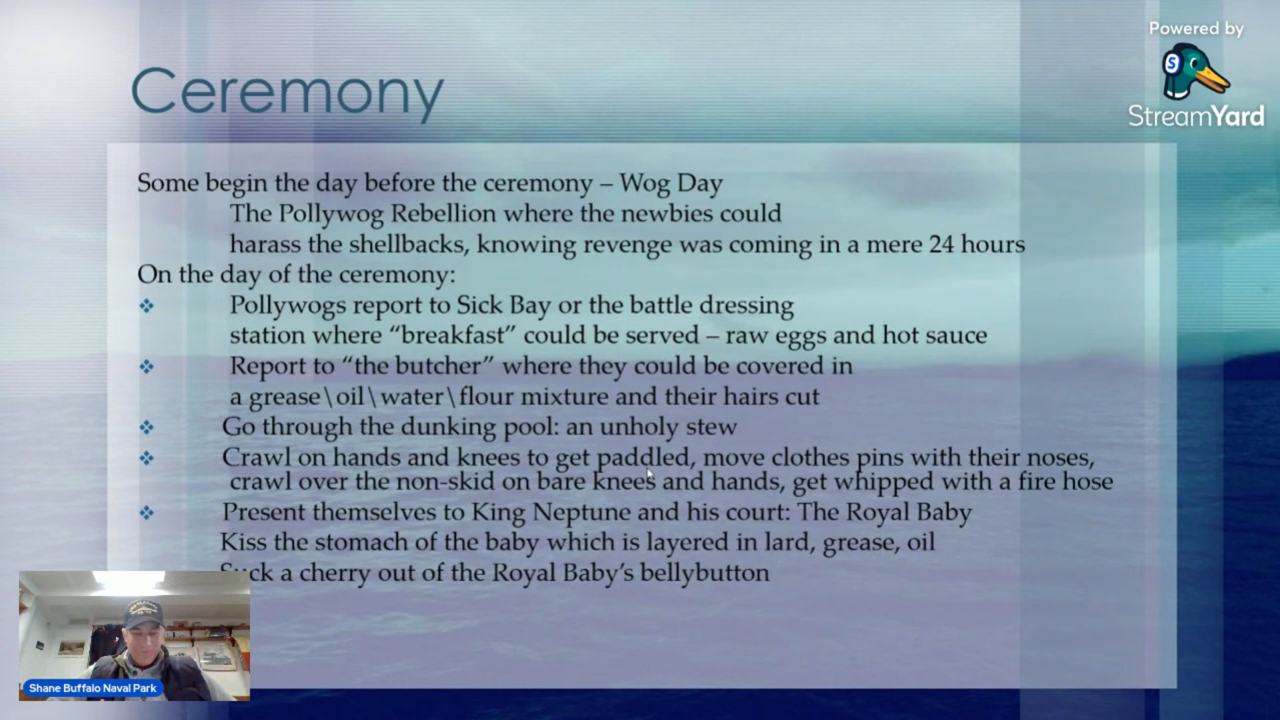 Powered by
StreamYard
Ceremony
Some begin the day before the ceremony – Wog Day
The Pollywog Rebellion where the newbies could
harass the shellbacks, knowing revenge was coming in a mere 24 hours
On the day of the ceremony:
Pollywogs report to Sick Bay or the battle dressing
station where “breakfast” could be served – raw eggs and hot sauce
Report to “the butcher” where they could be covered in
a grease\oil\water\flour mixture and their hairs cut
Go through the dunking pool: an unholy stew
Crawl on hands and knees to get paddled, move clothes pins with their noses,
crawl over the non-skid on bare knees and hands, get whipped with a fire hose
Present themselves to King Neptune and his court: The Royal Baby
Kiss the stomach of the baby which is layered in lard, grease, oil
Suck a cherry out of the Royal Baby’s bellybutton
Shane Buffalo Naval Park